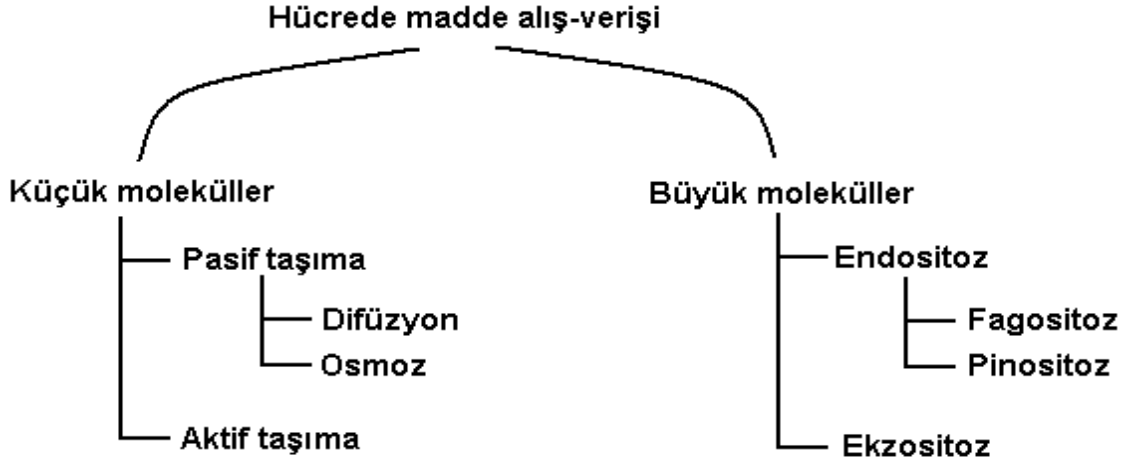 Hücrede madde alış-verişi
Küçük moleküller
Pasif taşıma
Difüzyon
Osmoz
Aktif taşıma
Büyük moleküller
Endositoz
Fagositoz
Pinositoz
Ekzositoz